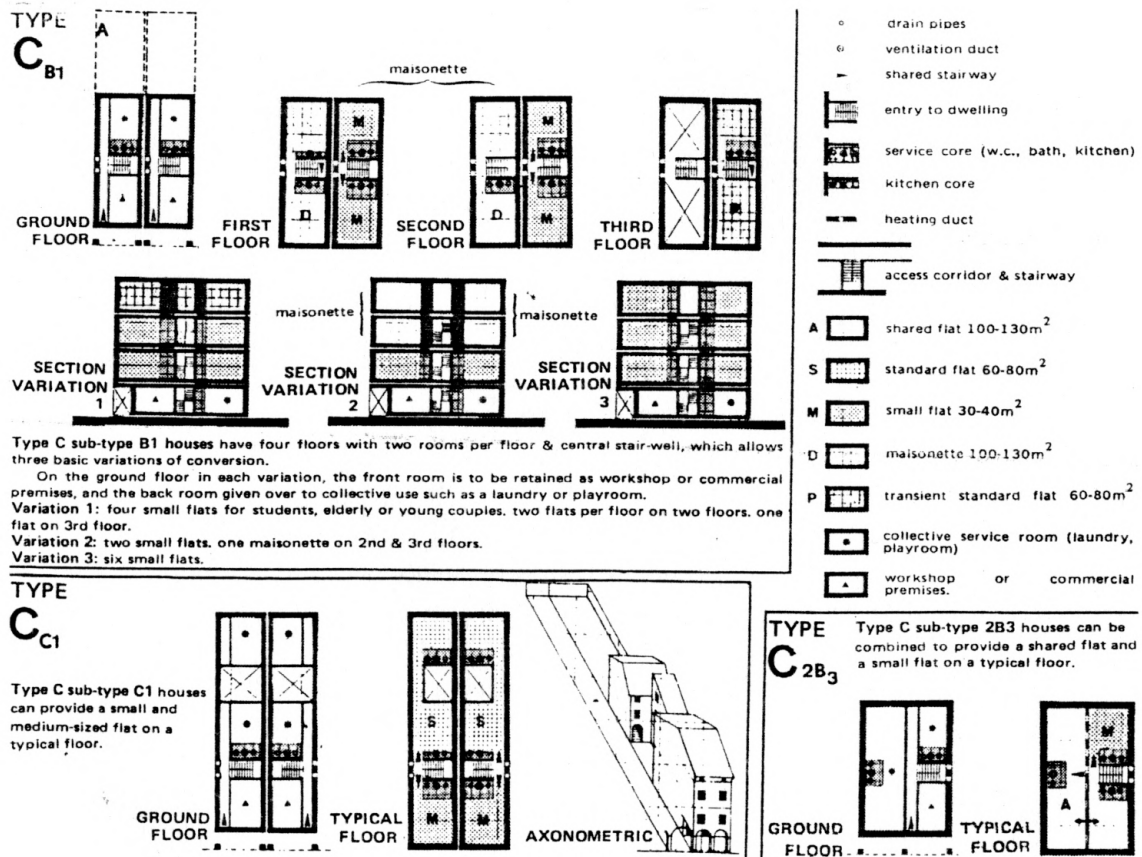 TYPE
C B1
A
maisonette
M
M
M
M
D
D
P
GROUND
FLOOR
FIRST
FLOOR
SECOND
FLOOR
THIRD
FLOOR
maisonette
maisonette
SECTION
VARIATION
1
SECTION
VARIATION
2
SECTION
VARIATION
3
Type C sub-type B1 houses have four floors with two rooms per floor & central stair-well, which allows
three basic variations of conversion.
On the ground floor in each variation, the front room is to be retained as workshop or commercial
premises, and the back room given over to collective use such as a laundry or playroom.
Variation 1: four small flats for students, elderly or young couples. two flats per floor on two floors. one
flat on 3rd floor.
Variation 2: two small flats. one maisonette on 2nd & 3rd floors.
Variation 3: six small flats.
drain pipes
ventilation duct
shared stairway
entry to dwelling
service core (w.c., bath, kitchen)
kitchen core
heating duct
access corridor & stairway
A shared flat 100-130m²
S standard flat 60-80m²
M small flat 30-40m²
D maisonette 100-130m²
P transient standard flat 60-80m²
collective service room (laundry,
playroom)
workshop or commercial
premises.
TYPE
C C1
Type C sub-type C1 houses
can provide a small and
medium-sized flat on a
typical floor.
S S
M M
GROUND
FLOOR
TYPICAL
FLOOR
AXONOMETRIC
TYPE
C 2B3
Type C sub-type 2B3 houses can be
combined to provide a shared flat and
a small flat on a typical floor.
M
A
GROUND
FLOOR
TYPICAL
FLOOR